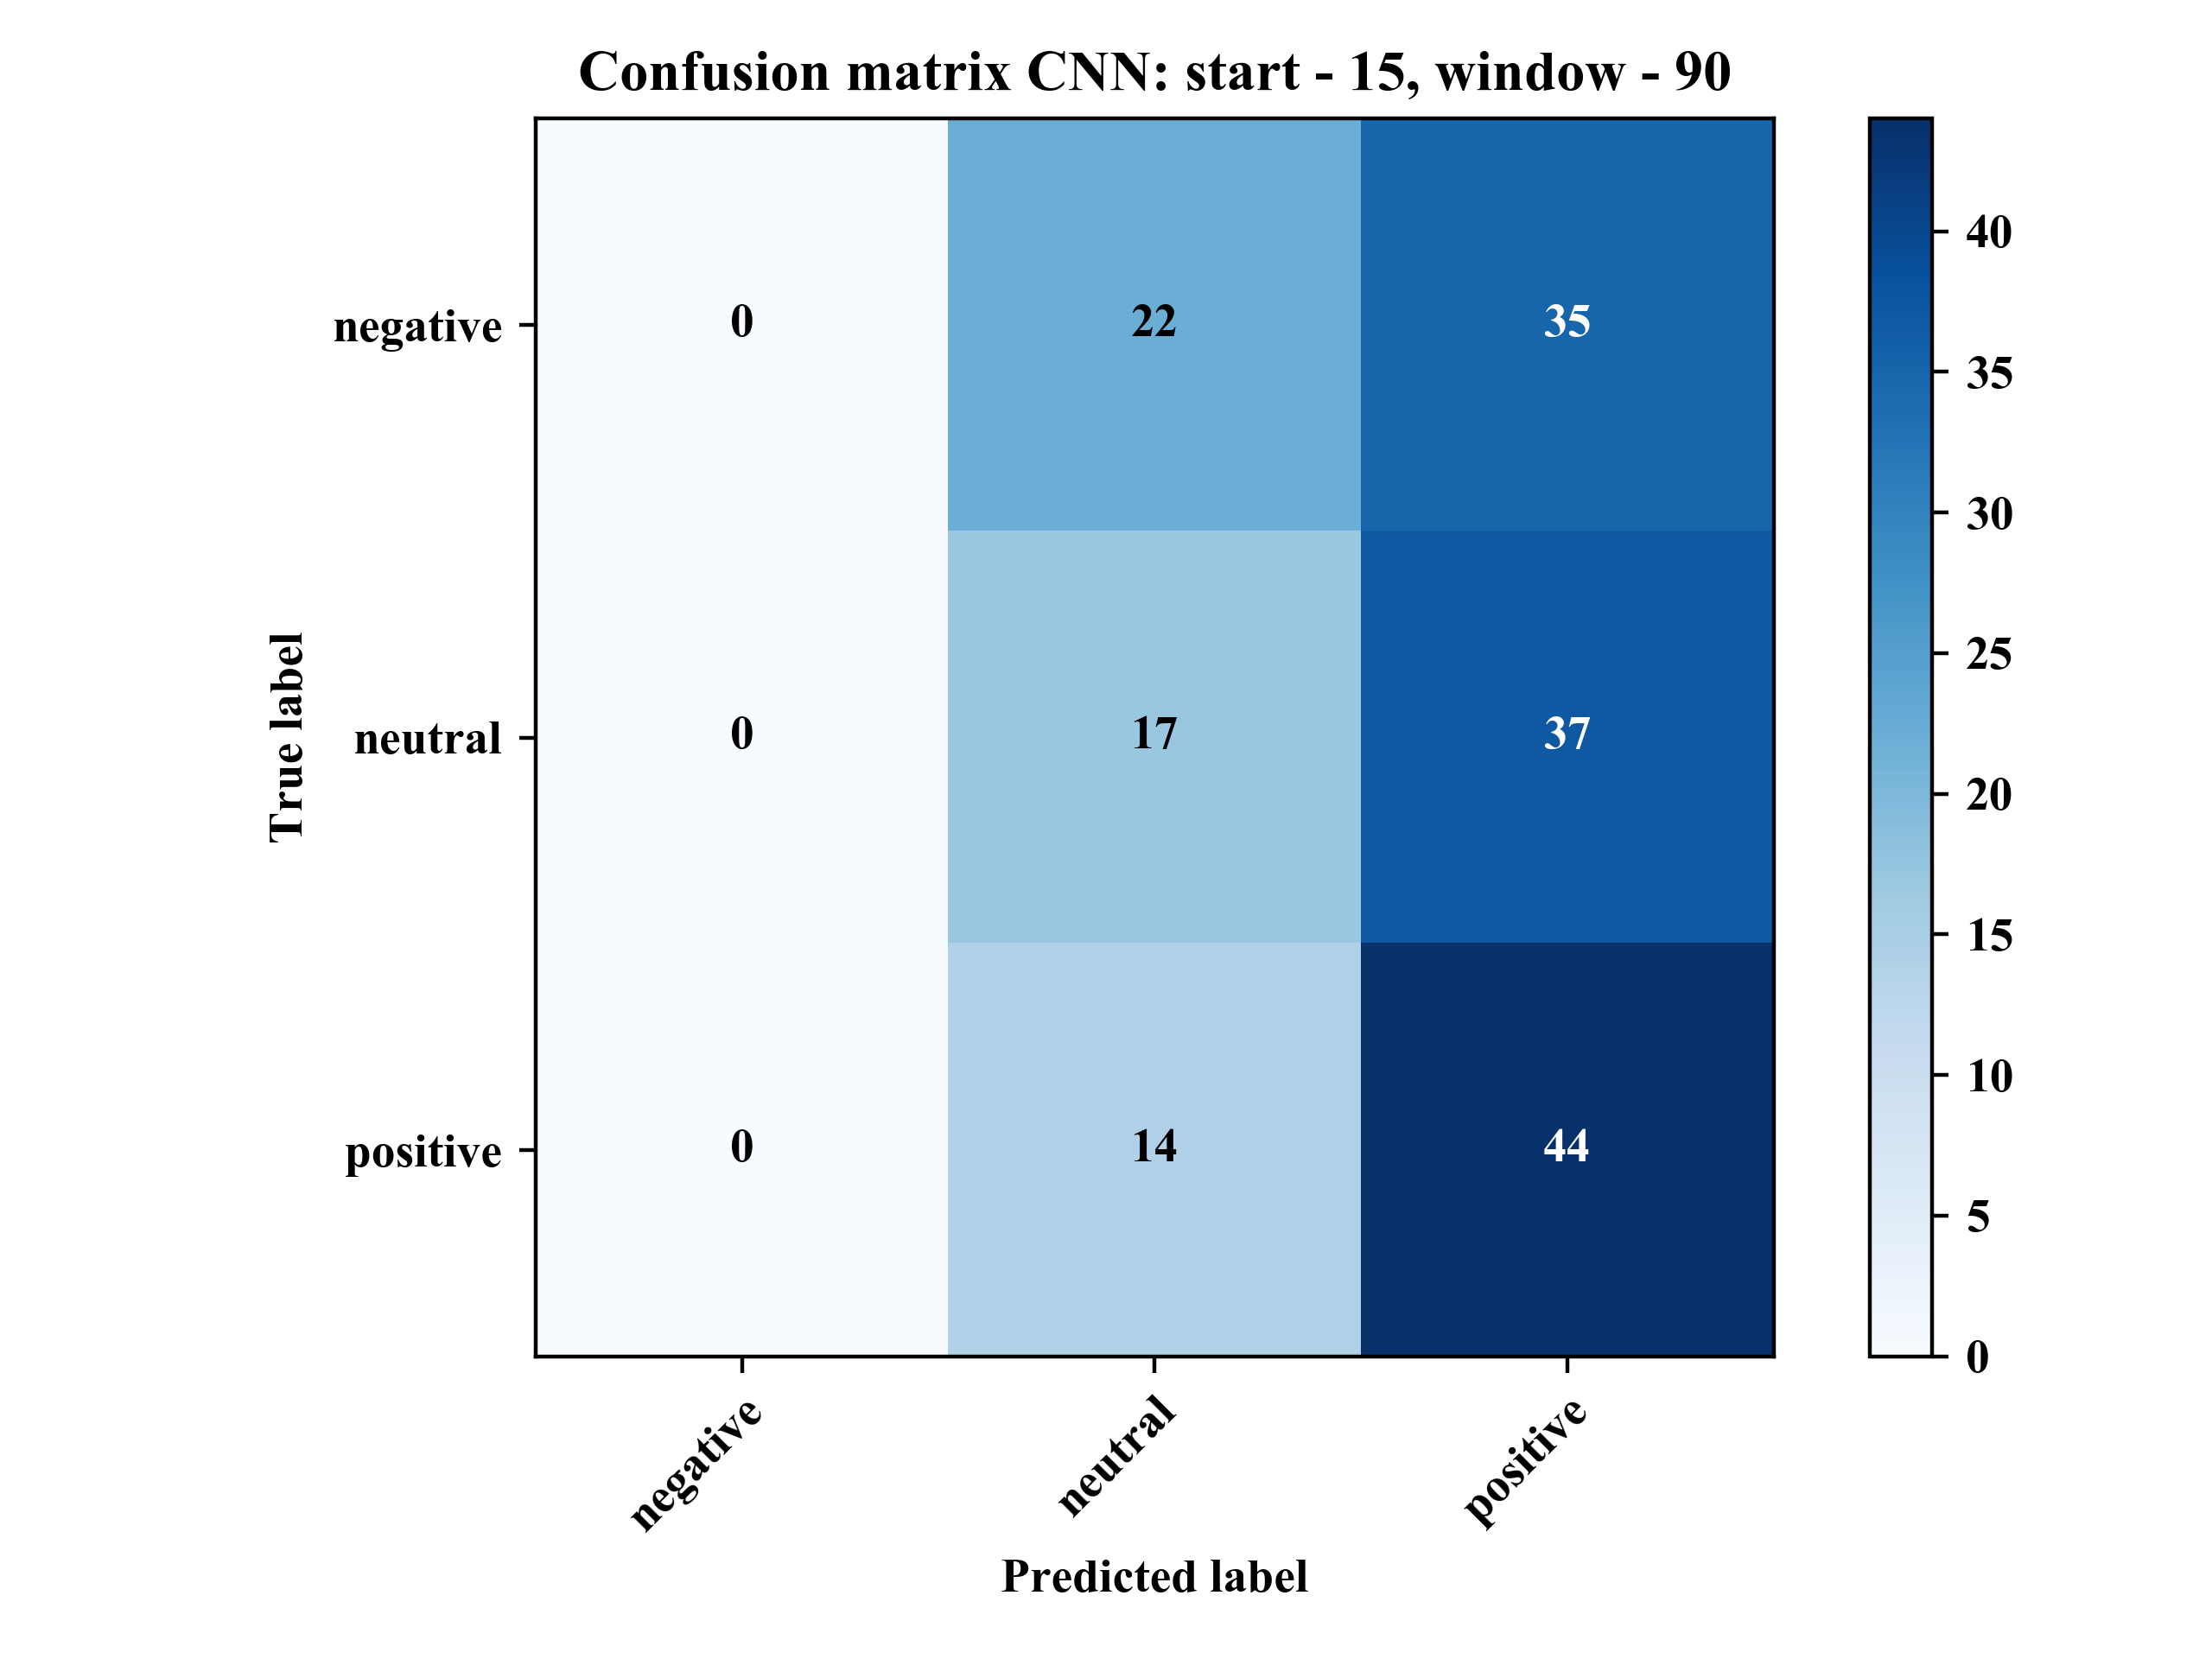 Confusion matrix CNN: start - 15, window - 90
True label
negative
0
22
35
neutral
0
17
37
positive
0
14
44
negative
neutral
positive
Predicted label
40
35
30
25
20
15
10
5
0